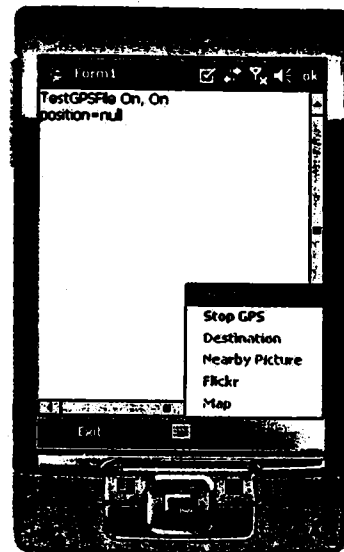 Form1 ok
TestGPSFile On, On
position=null
Stop GPS
Destination
Nearby Picture
Flickr
Map
Exit